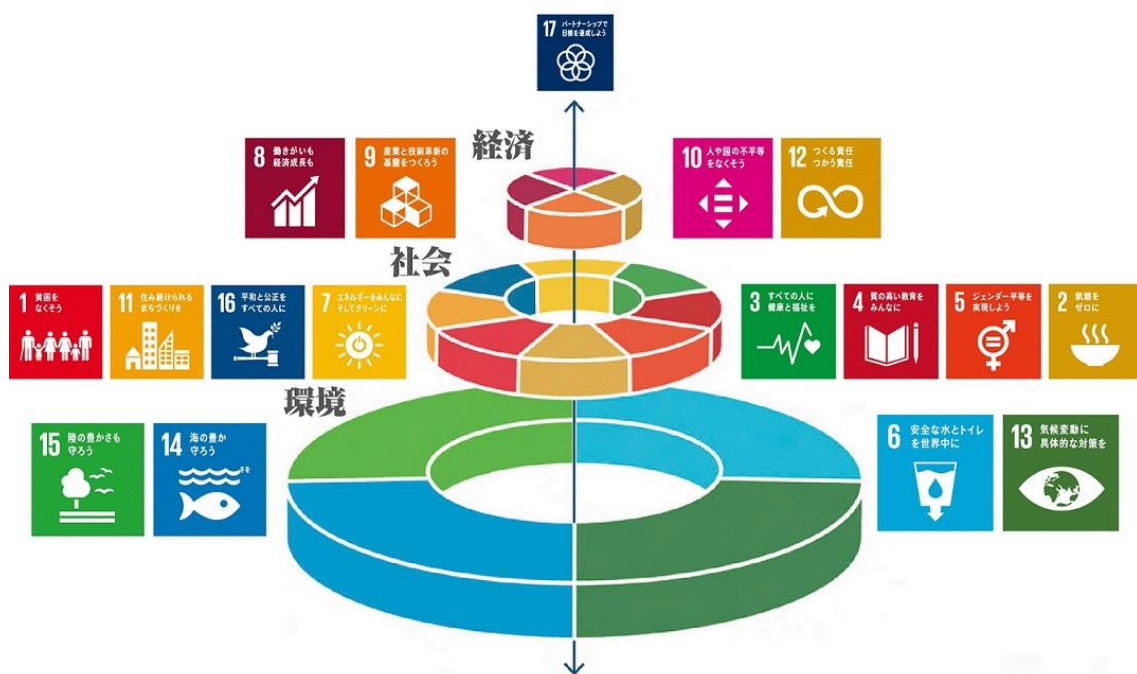 17 パートナーシップで
目標を達成しよう
経済
8 働きがいも
経済成長も
9 産業と技術革新の
基盤をつくろう
10 人や国の不平等
をなくそう
12 つくる責任
つかう責任
社会
1 貧困を
なくそう
11 住み続けられる
まちづくりを
16 平和と公正を
すべての人に
7 エネルギーをみんなに
そしてクリーンに
3 すべての人に
健康と福祉を
4 質の高い教育を
みんなに
5 ジェンダー平等を
実現しよう
2 飢餓を
ゼロに
環境
15 陸の豊かさも
守ろう
14 海の豊か
守ろう
さを
6 安全な水とトイレ
を世界中に
13 気候変動に
具体的な対策を